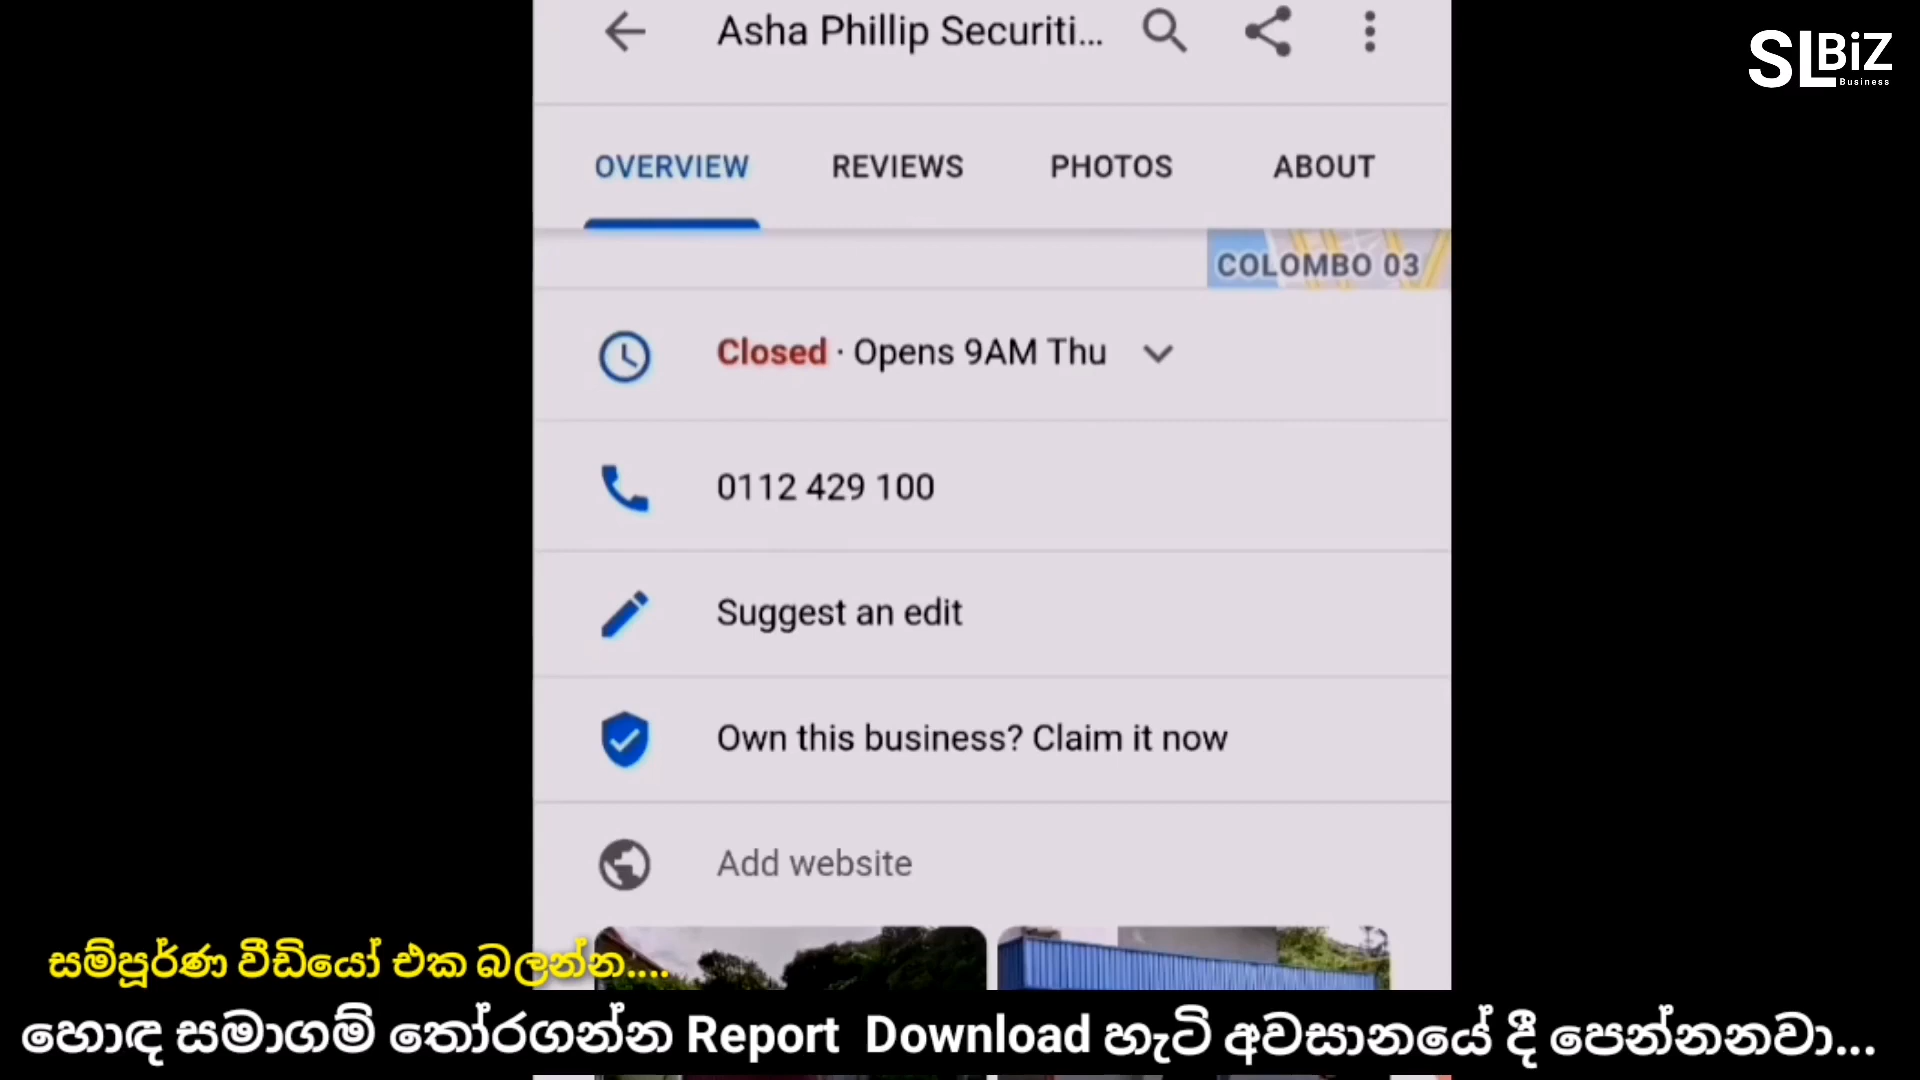 Asha Phillip Securiti...
SLBiZ
Business
OVERVIEW REVIEWS PHOTOS ABOUT
COLOMBO 03
Closed · Opens 9AM Thu
0112 429 100
Suggest an edit
Own this business? Claim it now
Add website
සම්පූර්ණ වීඩියෝ එක බලන්න....
හොඳ සමාගම් තෝරගන්න Report Download හැටි අවසානයේ දී පෙන්නනවා...